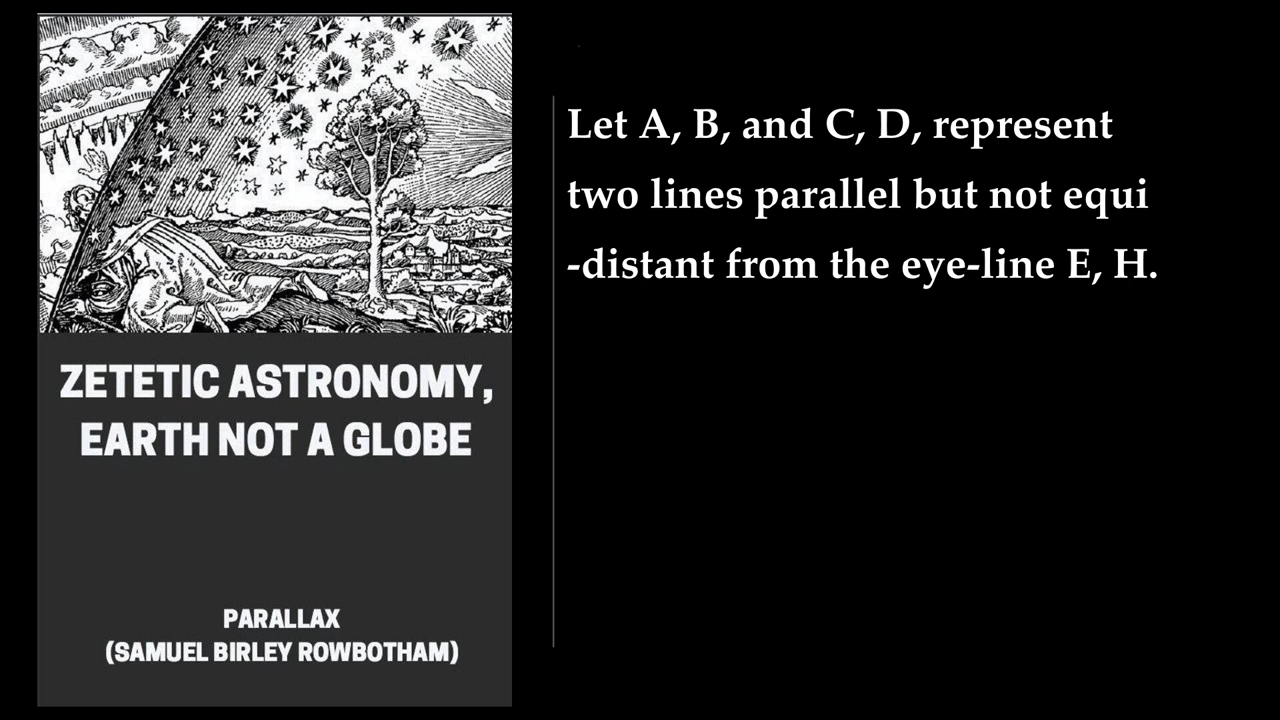 ZETETIC ASTRONOMY,
EARTH NOT A GLOBE
PARALLAX
(SAMUEL BIRLEY ROWBOTHAM)
Let A, B, and C, D, represent
two lines parallel but not equi
-distant from the eye-line E, H.